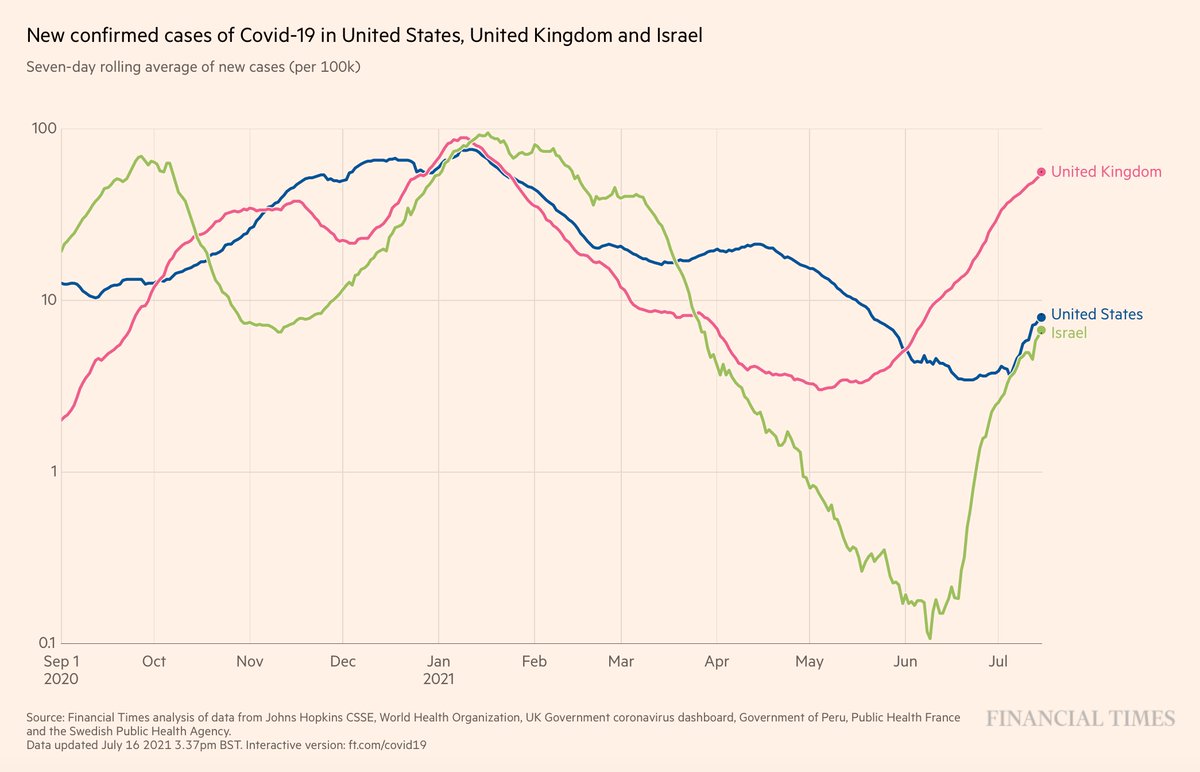 New confirmed cases of Covid-19 in United States, United Kingdom and Israel
Seven-day rolling average of new cases (per 100k)
100
United Kingdom
10
United States
Israel
1
0.1
Sep 1 Oct Nov Dec Jan Feb Mar Apr May Jun Jul
2020 2021
Source: Financial Times analysis of data from Johns Hopkins CSSE, World Health Organization, UK Government coronavirus dashboard, Government of Peru, Public Health France
and the Swedish Public Health Agency.
Data updated July 16 2021 3.37pm BST. Interactive version: ft.com/covid19
FINANCIAL TIMES